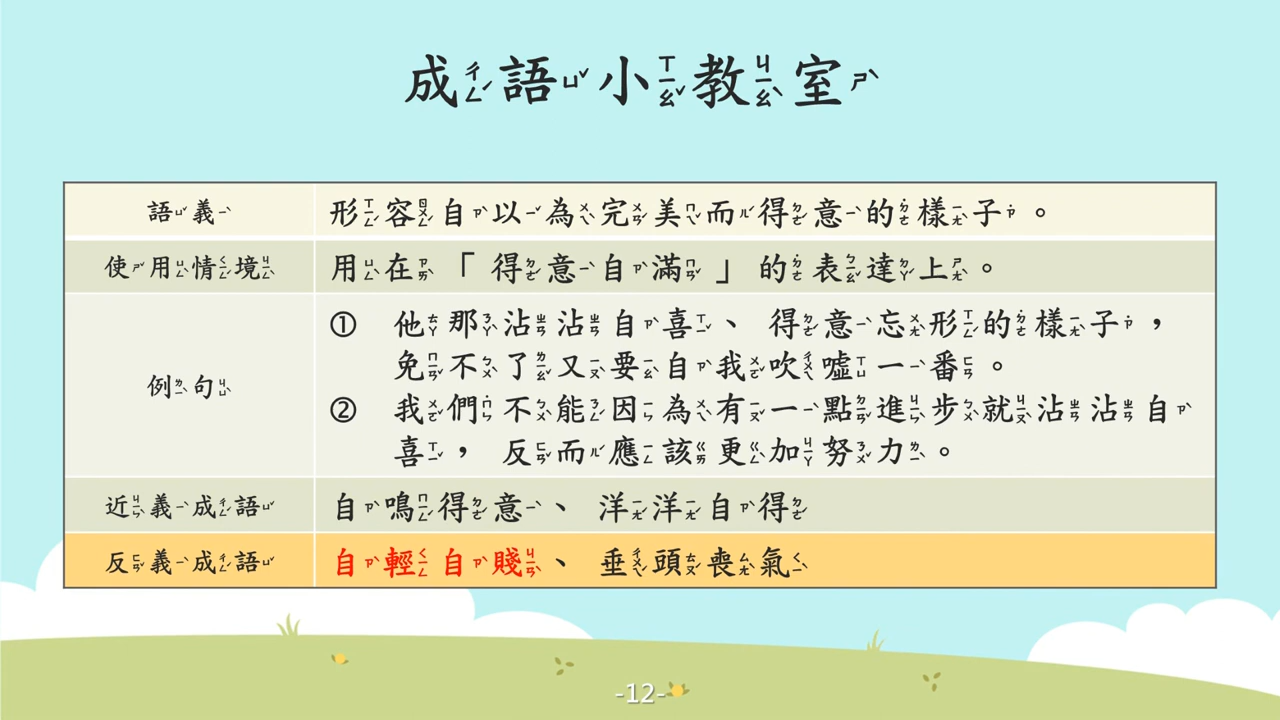 成語小教室
語義 形容自以為完美而得意的樣子。
使用情境 用在「得意自滿」的表達上。
例句
① 他那沾沾自喜、得意忘形的樣子，
免不了又要自我吹噓一番。
② 我們不能因為有一點進步就沾沾自
喜，反而應該更加努力。
近義成語 自鳴得意、洋洋自得
反義成語 自輕自賤、垂頭喪氣
-12-